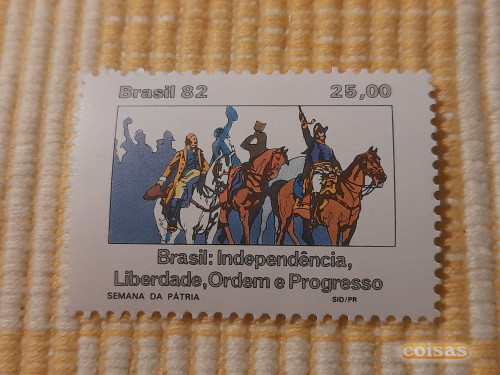 Brasil 82 25,00
Brasil: Independência,
Liberdade, Ordem e Progresso
SEMANA DA PÁTRIA SID/PR
coisas